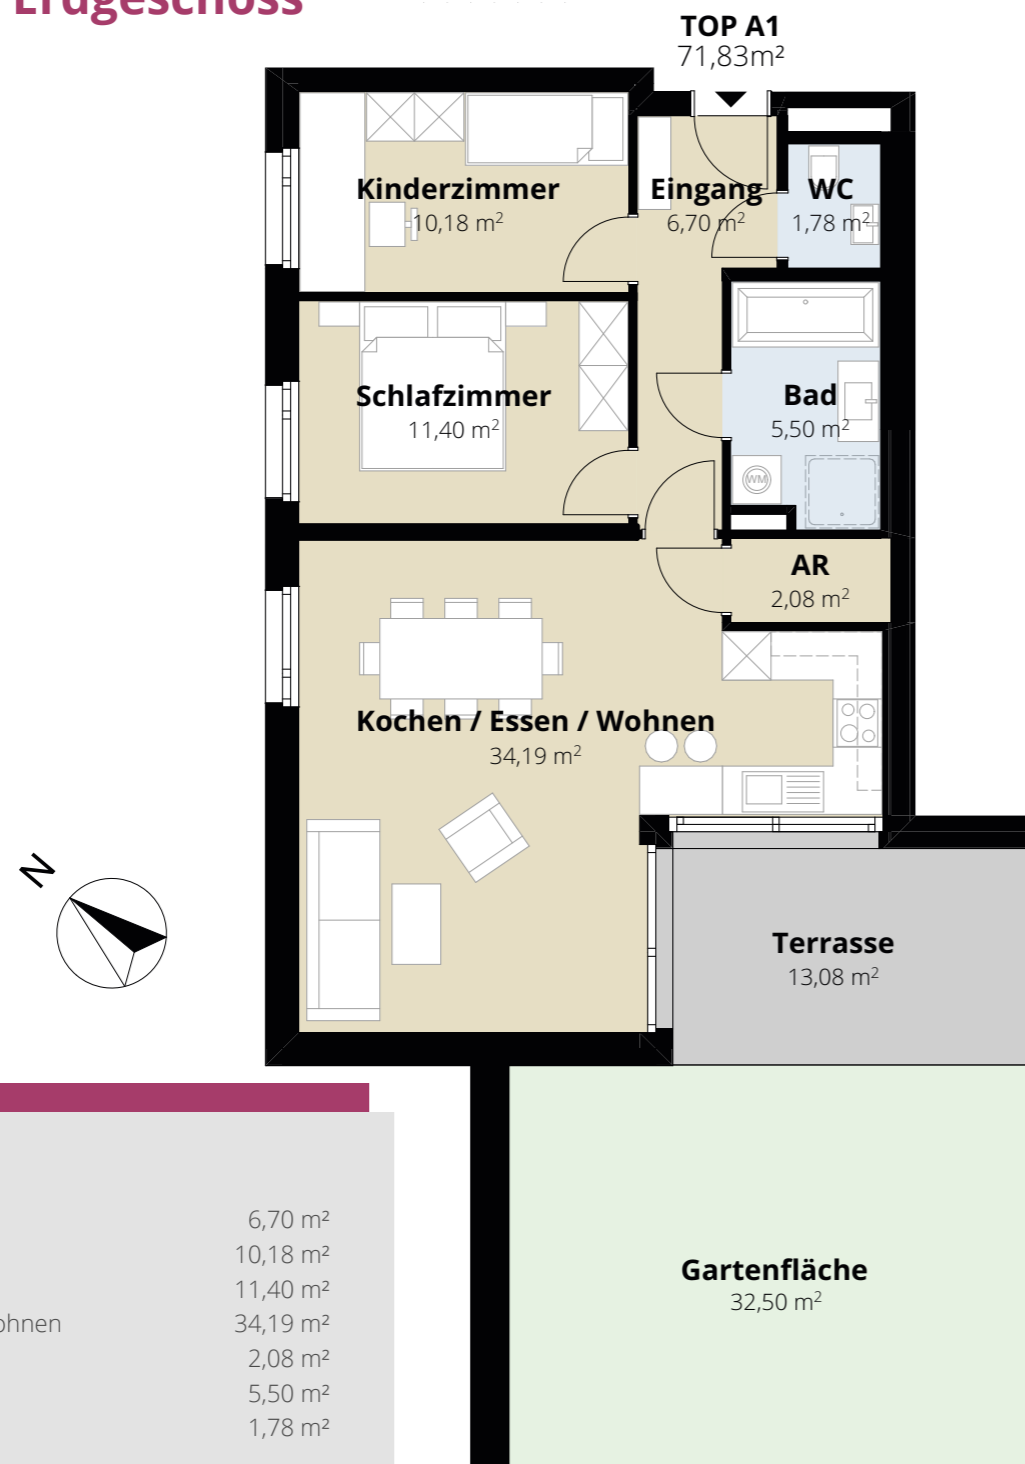 Erdgeschoss
TOP A1
71,83m²
Kinderzimmer
10,18 m²
Eingang
6,70 m²
WC
1,78 m²
Schlafzimmer
11,40 m²
Bad
5,50 m²
WM
AR
2,08 m²
Kochen / Essen / Wohnen
34,19 m²
N
Terrasse
13,08 m²
Gartenfläche
32,50 m²
6,70 m²
10,18 m²
11,40 m²
ohnen 34,19 m²
2,08 m²
5,50 m²
1,78 m²